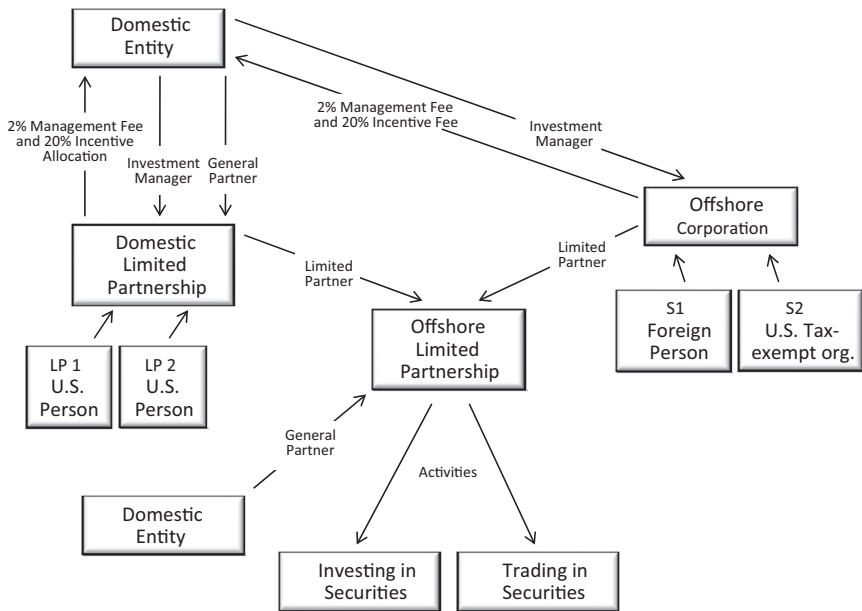 Domestic
Entity
2% Management Fee
and 20% Incentive Fee
2% Management Fee
and 20% Incentive
Allocation
Investment
Manager
General
Partner
Investment
Manager
Offshore
Corporation
Domestic
Limited
Partnership
Limited
Partner
Limited
Partner
S1
Foreign
Person
S2
U.S. Tax-
exempt org.
Offshore
Limited
Partnership
LP 1
U.S.
Person
LP 2
U.S.
Person
General
Partner
Activities
Domestic
Entity
Investing in
Securities
Trading in
Securities